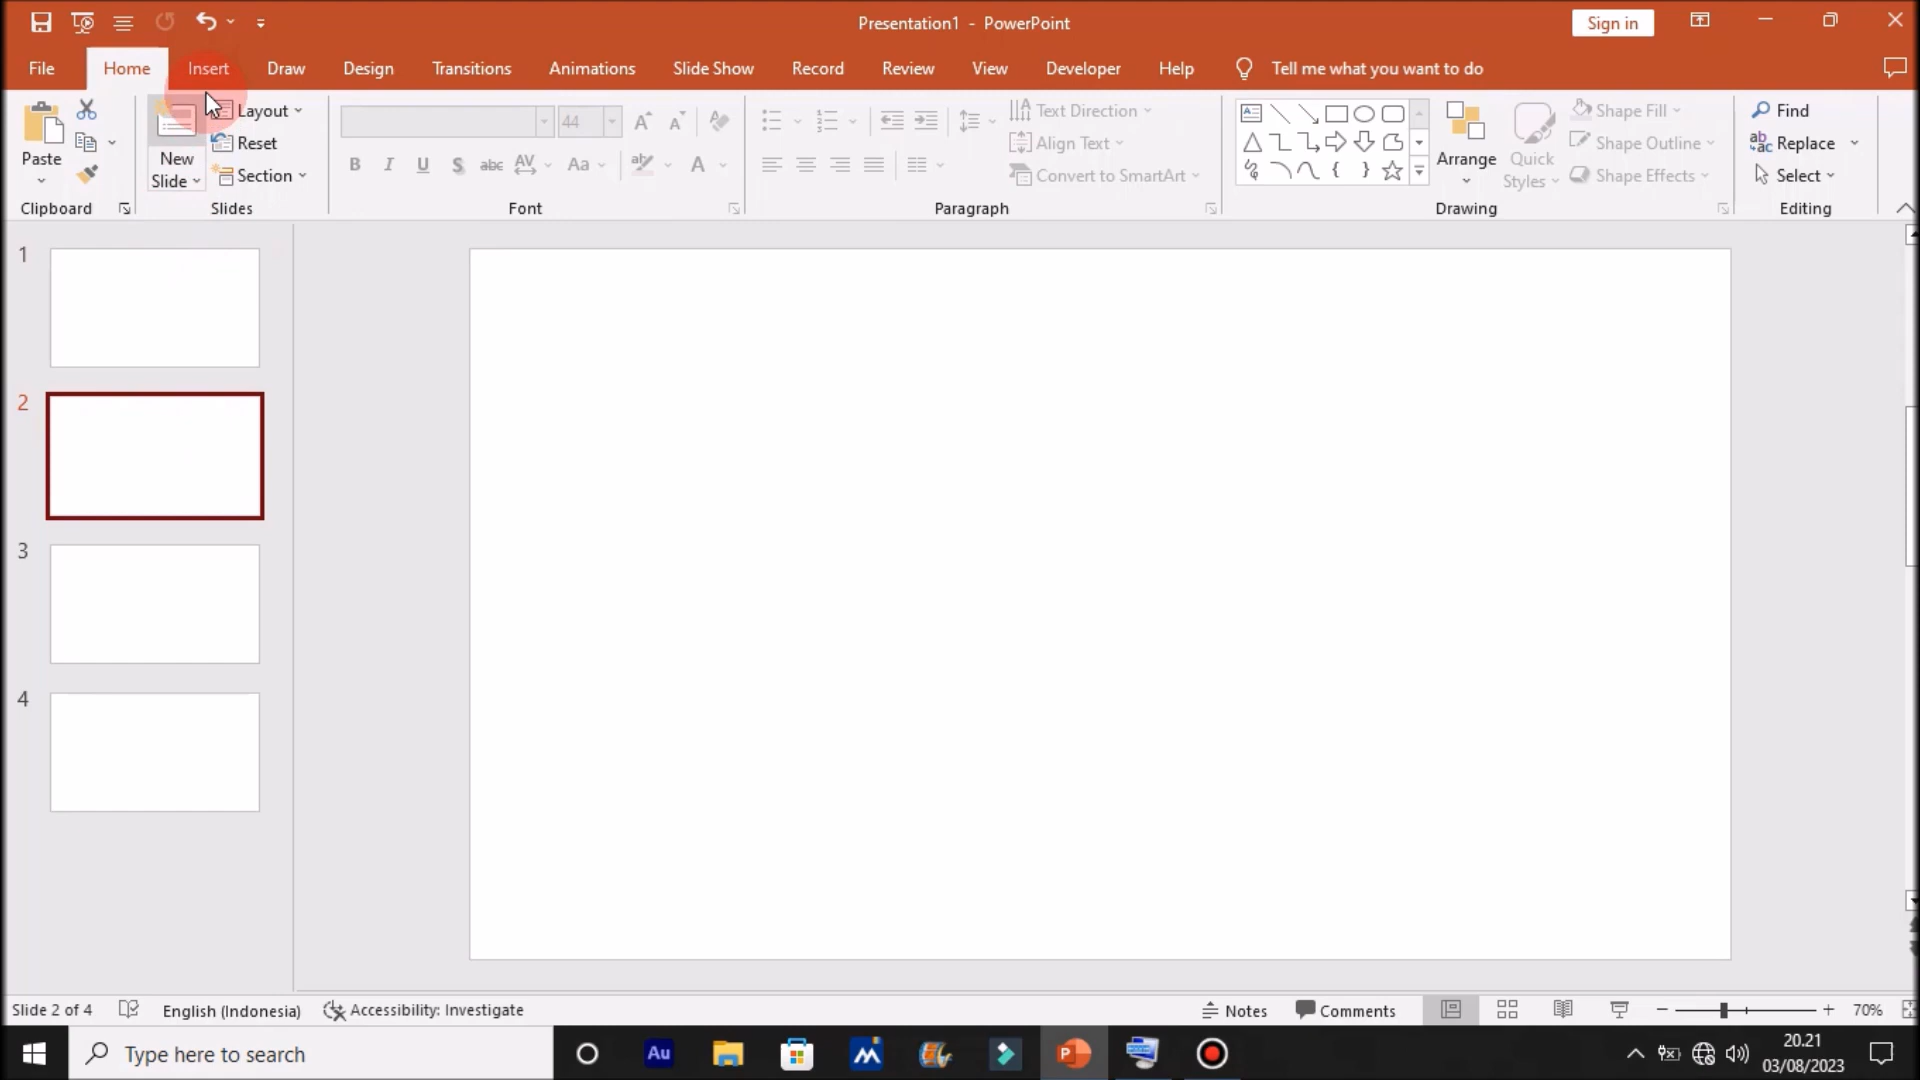 Presentation1 - PowerPoint
Sign in
File Home Insert Draw Design Transitions Animations Slide Show Record Review View Developer Help Tell me what you want to do
Paste
Clipboard
New
Slide
Layout
Reset
Section
Slides
44
B I U S abc AV Aa A
Font
Text Direction
Align Text
Convert to SmartArt
Paragraph
Arrange
Quick
Styles
Shape Fill
Shape Outline
Shape Effects
Drawing
Find
Replace
Select
Editing
1
2
3
4
Slide 2 of 4 English (Indonesia) Accessibility: Investigate Notes Comments 70%
Type here to search
Au
20.21
03/08/2023